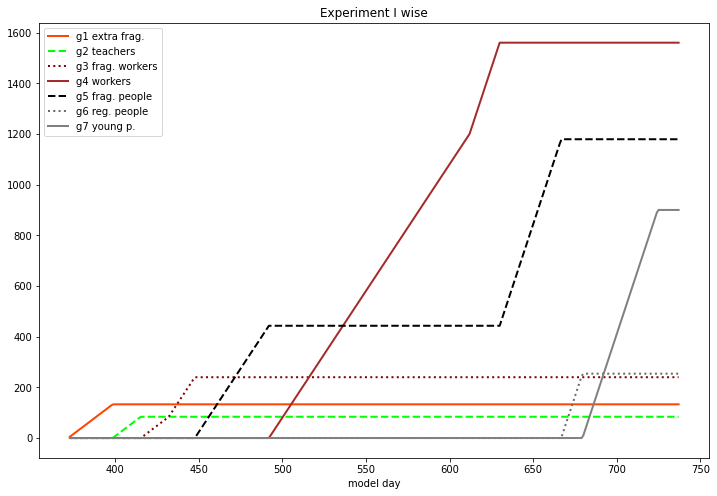 Experiment I wise
g1 extra frag.
g2 teachers
g3 frag. workers
g4 workers
g5 frag. people
g6 reg. people
g7 young p.
1600
1400
1200
1000
800
600
400
200
0
400 450 500 550 600 650 700 750
model day